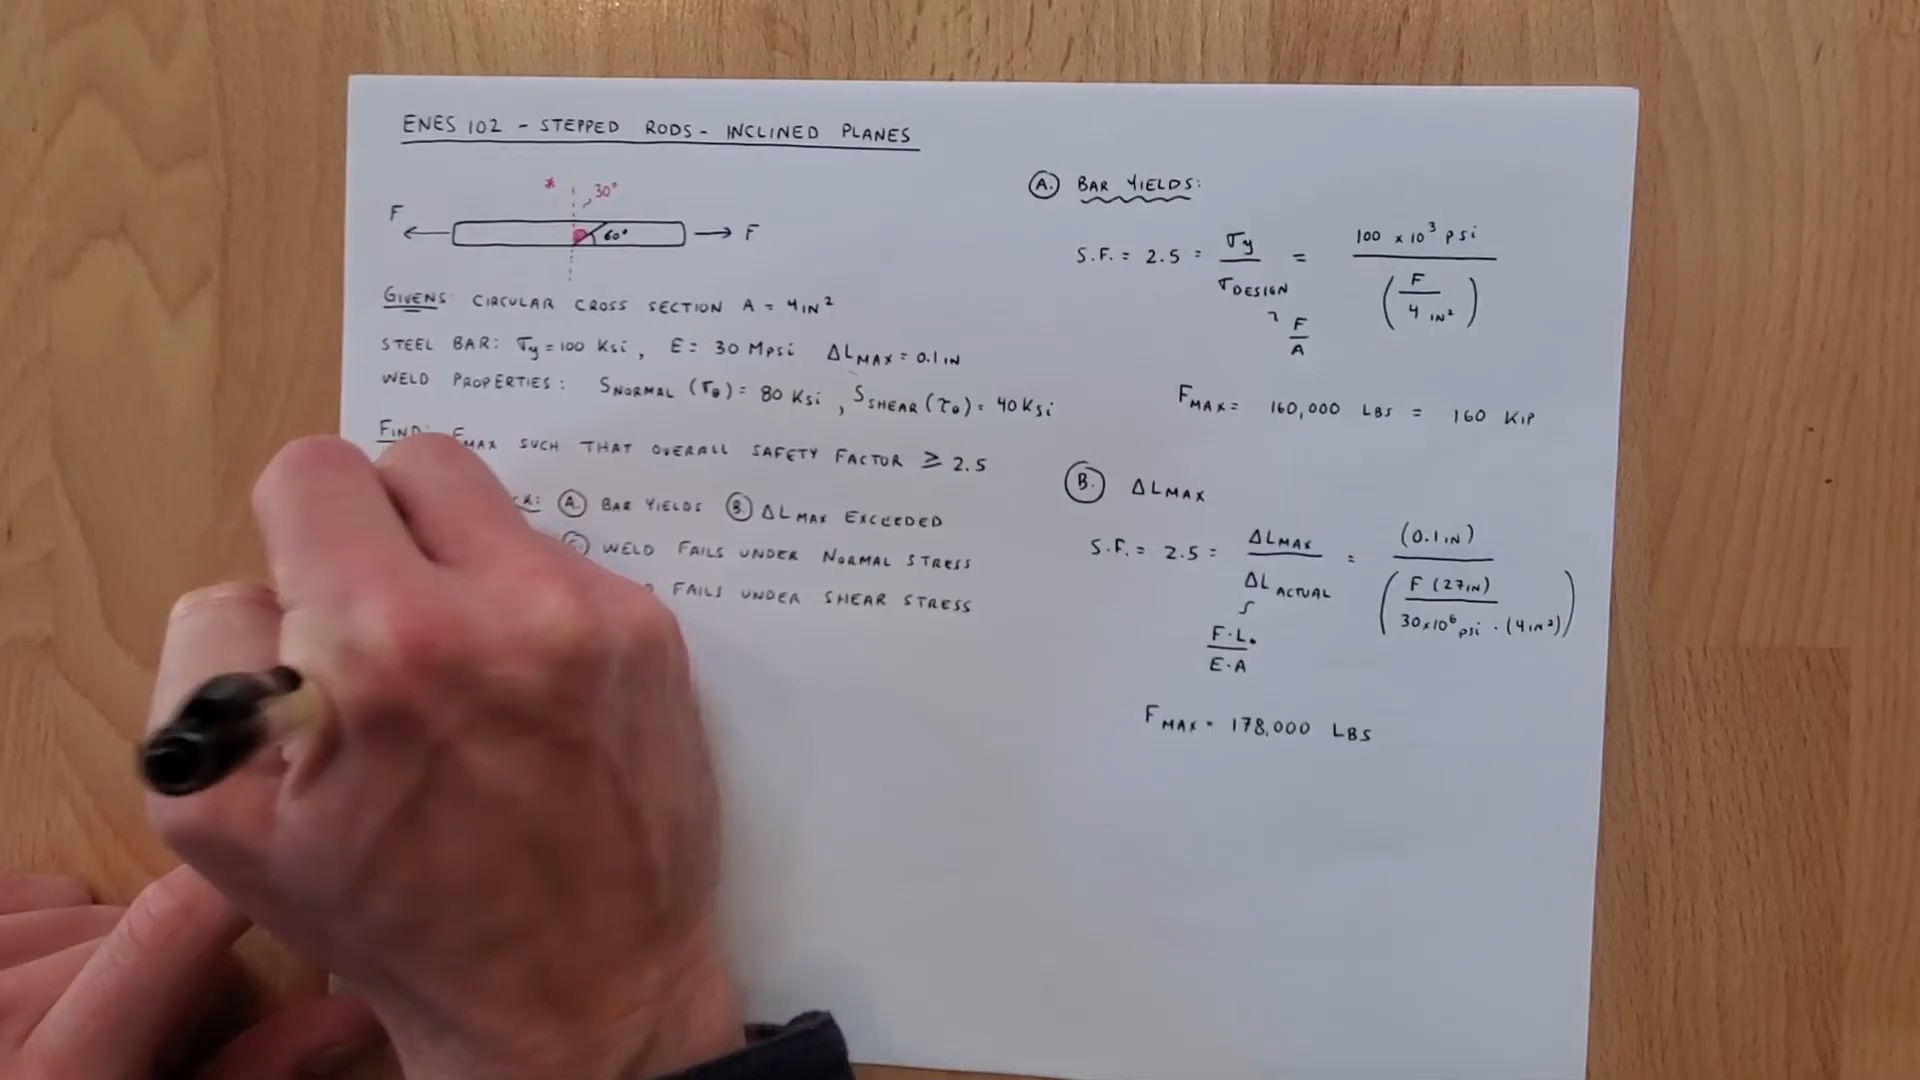 ENES 102 - STEPPED RODS - INCLINED PLANES
* 30°
F 60° F
GIVENS: CIRCULAR CROSS SECTION A = 4 IN²
STEEL BAR: σy = 100 Ksi, E = 30 Mpsi ΔLMAX = 0.1 IN
WELD PROPERTIES: SNORMAL (σθ) = 80 Ksi, SSHEAR (τθ) = 40 Ksi
FIND: FMAX SUCH THAT OVERALL SAFETY FACTOR ≥ 2.5
A. BAR YIELDS B. ΔLMAX EXCEEDED
WELD FAILS UNDER NORMAL STRESS
FAILS UNDER SHEAR STRESS
A. BAR YIELDS:
S.F. = 2.5 = σy / σDESIGN = 100 x 10³ psi / (F / 4 IN²)
F / A
FMAX = 160,000 LBS = 160 KIP
B. ΔLMAX
S.F. = 2.5 = ΔLMAX / ΔLACTUAL = (0.1 IN) / (F (27 IN) / 30x10⁶ psi · (4 IN²))
F·L₀ / E·A
FMAX = 178,000 LBS